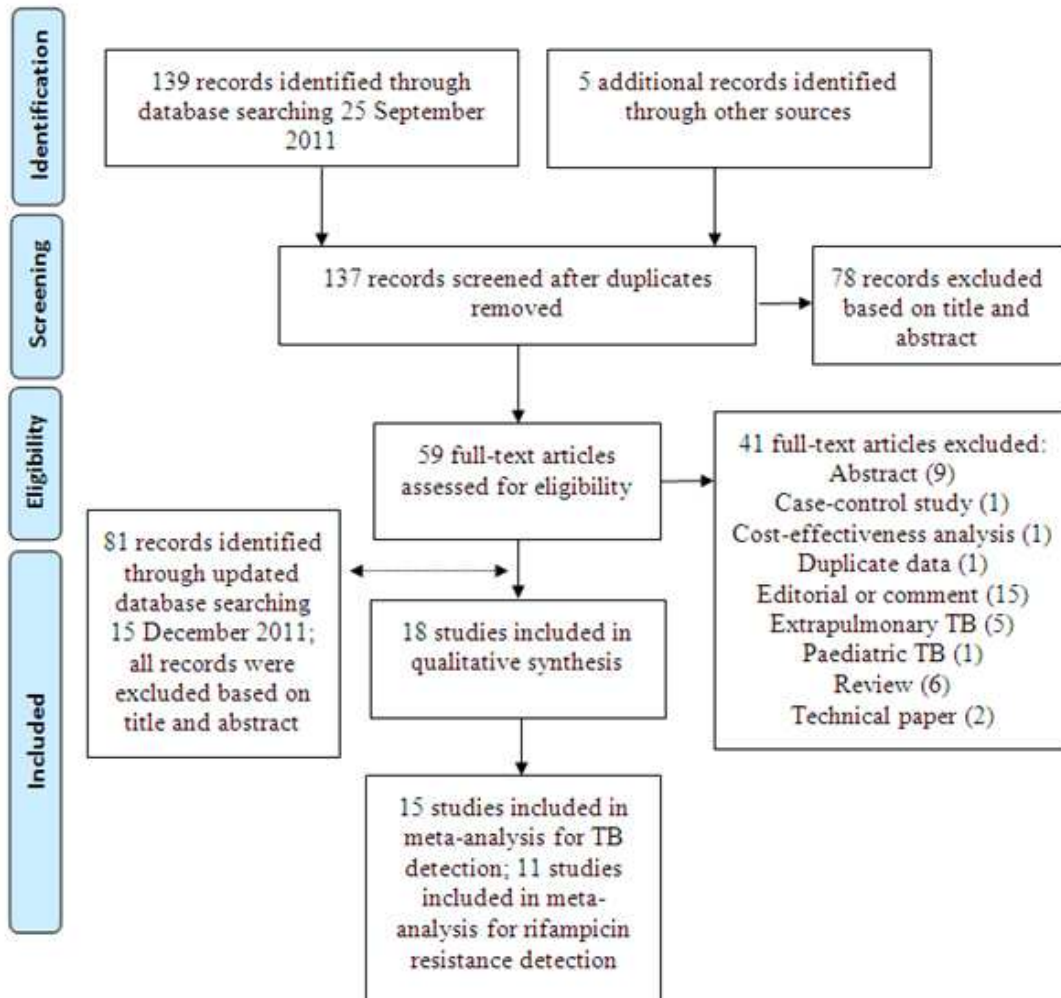 Identification
139 records identified
through database
searching 25 September
2011
5 additional records identified
through other sources
Screening
137 records screened after duplicates
removed
78 records excluded
based on title and
abstract
Eligibility
59 full-text articles
assessed for eligibility
41 full-text articles excluded:
Abstract (9)
Case-control study (1)
Cost-effectiveness analysis (1)
Duplicate data (1)
Editorial or comment (15)
Extrapulmonary TB (5)
Paediatric TB (1)
Review (6)
Technical paper (2)
Included
81 records identified
through updated
database searching
15 December 2011;
all records were
excluded based on
title and abstract
18 studies included in
qualitative synthesis
15 studies included in
meta-analysis for TB
detection; 11 studies
included in meta-
analysis for rifampicin
resistance detection